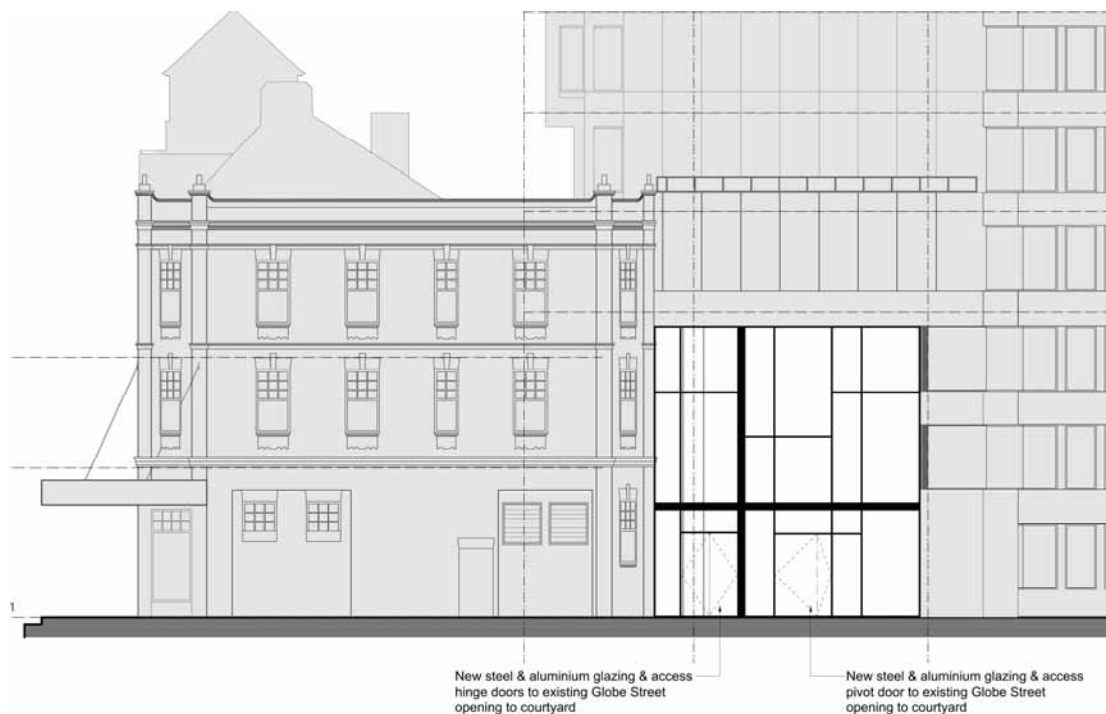 New steel & aluminium glazing & access
hinge doors to existing Globe Street
opening to courtyard
New steel & aluminium glazing & access
pivot door to existing Globe Street
opening to courtyard